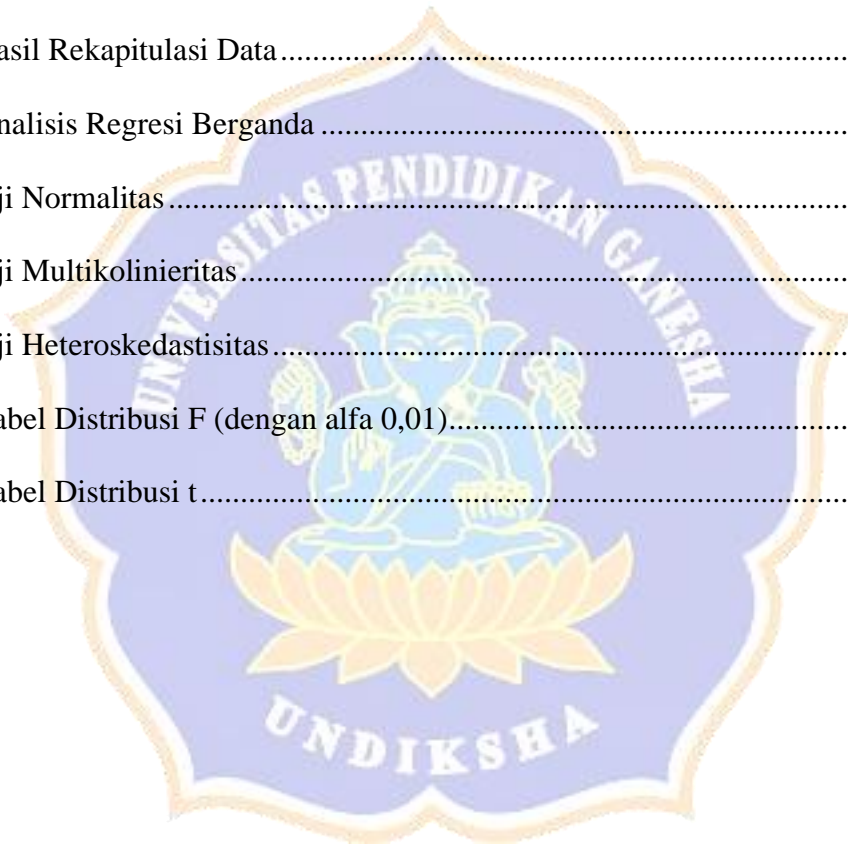 asil Rekapitulasi Data....................................................................
nalisis Regresi Berganda...............................................................
ji Normalitas..................................................................................
ji Multikolinieritas.........................................................................
ji Heteroskedastisitas.....................................................................
abel Distribusi F (dengan alfa 0,01)..................................................
abel Distribusi t..............................................................................
UNIVERSITAS PENDIDIKAN GANESHA
UNDIKSHA